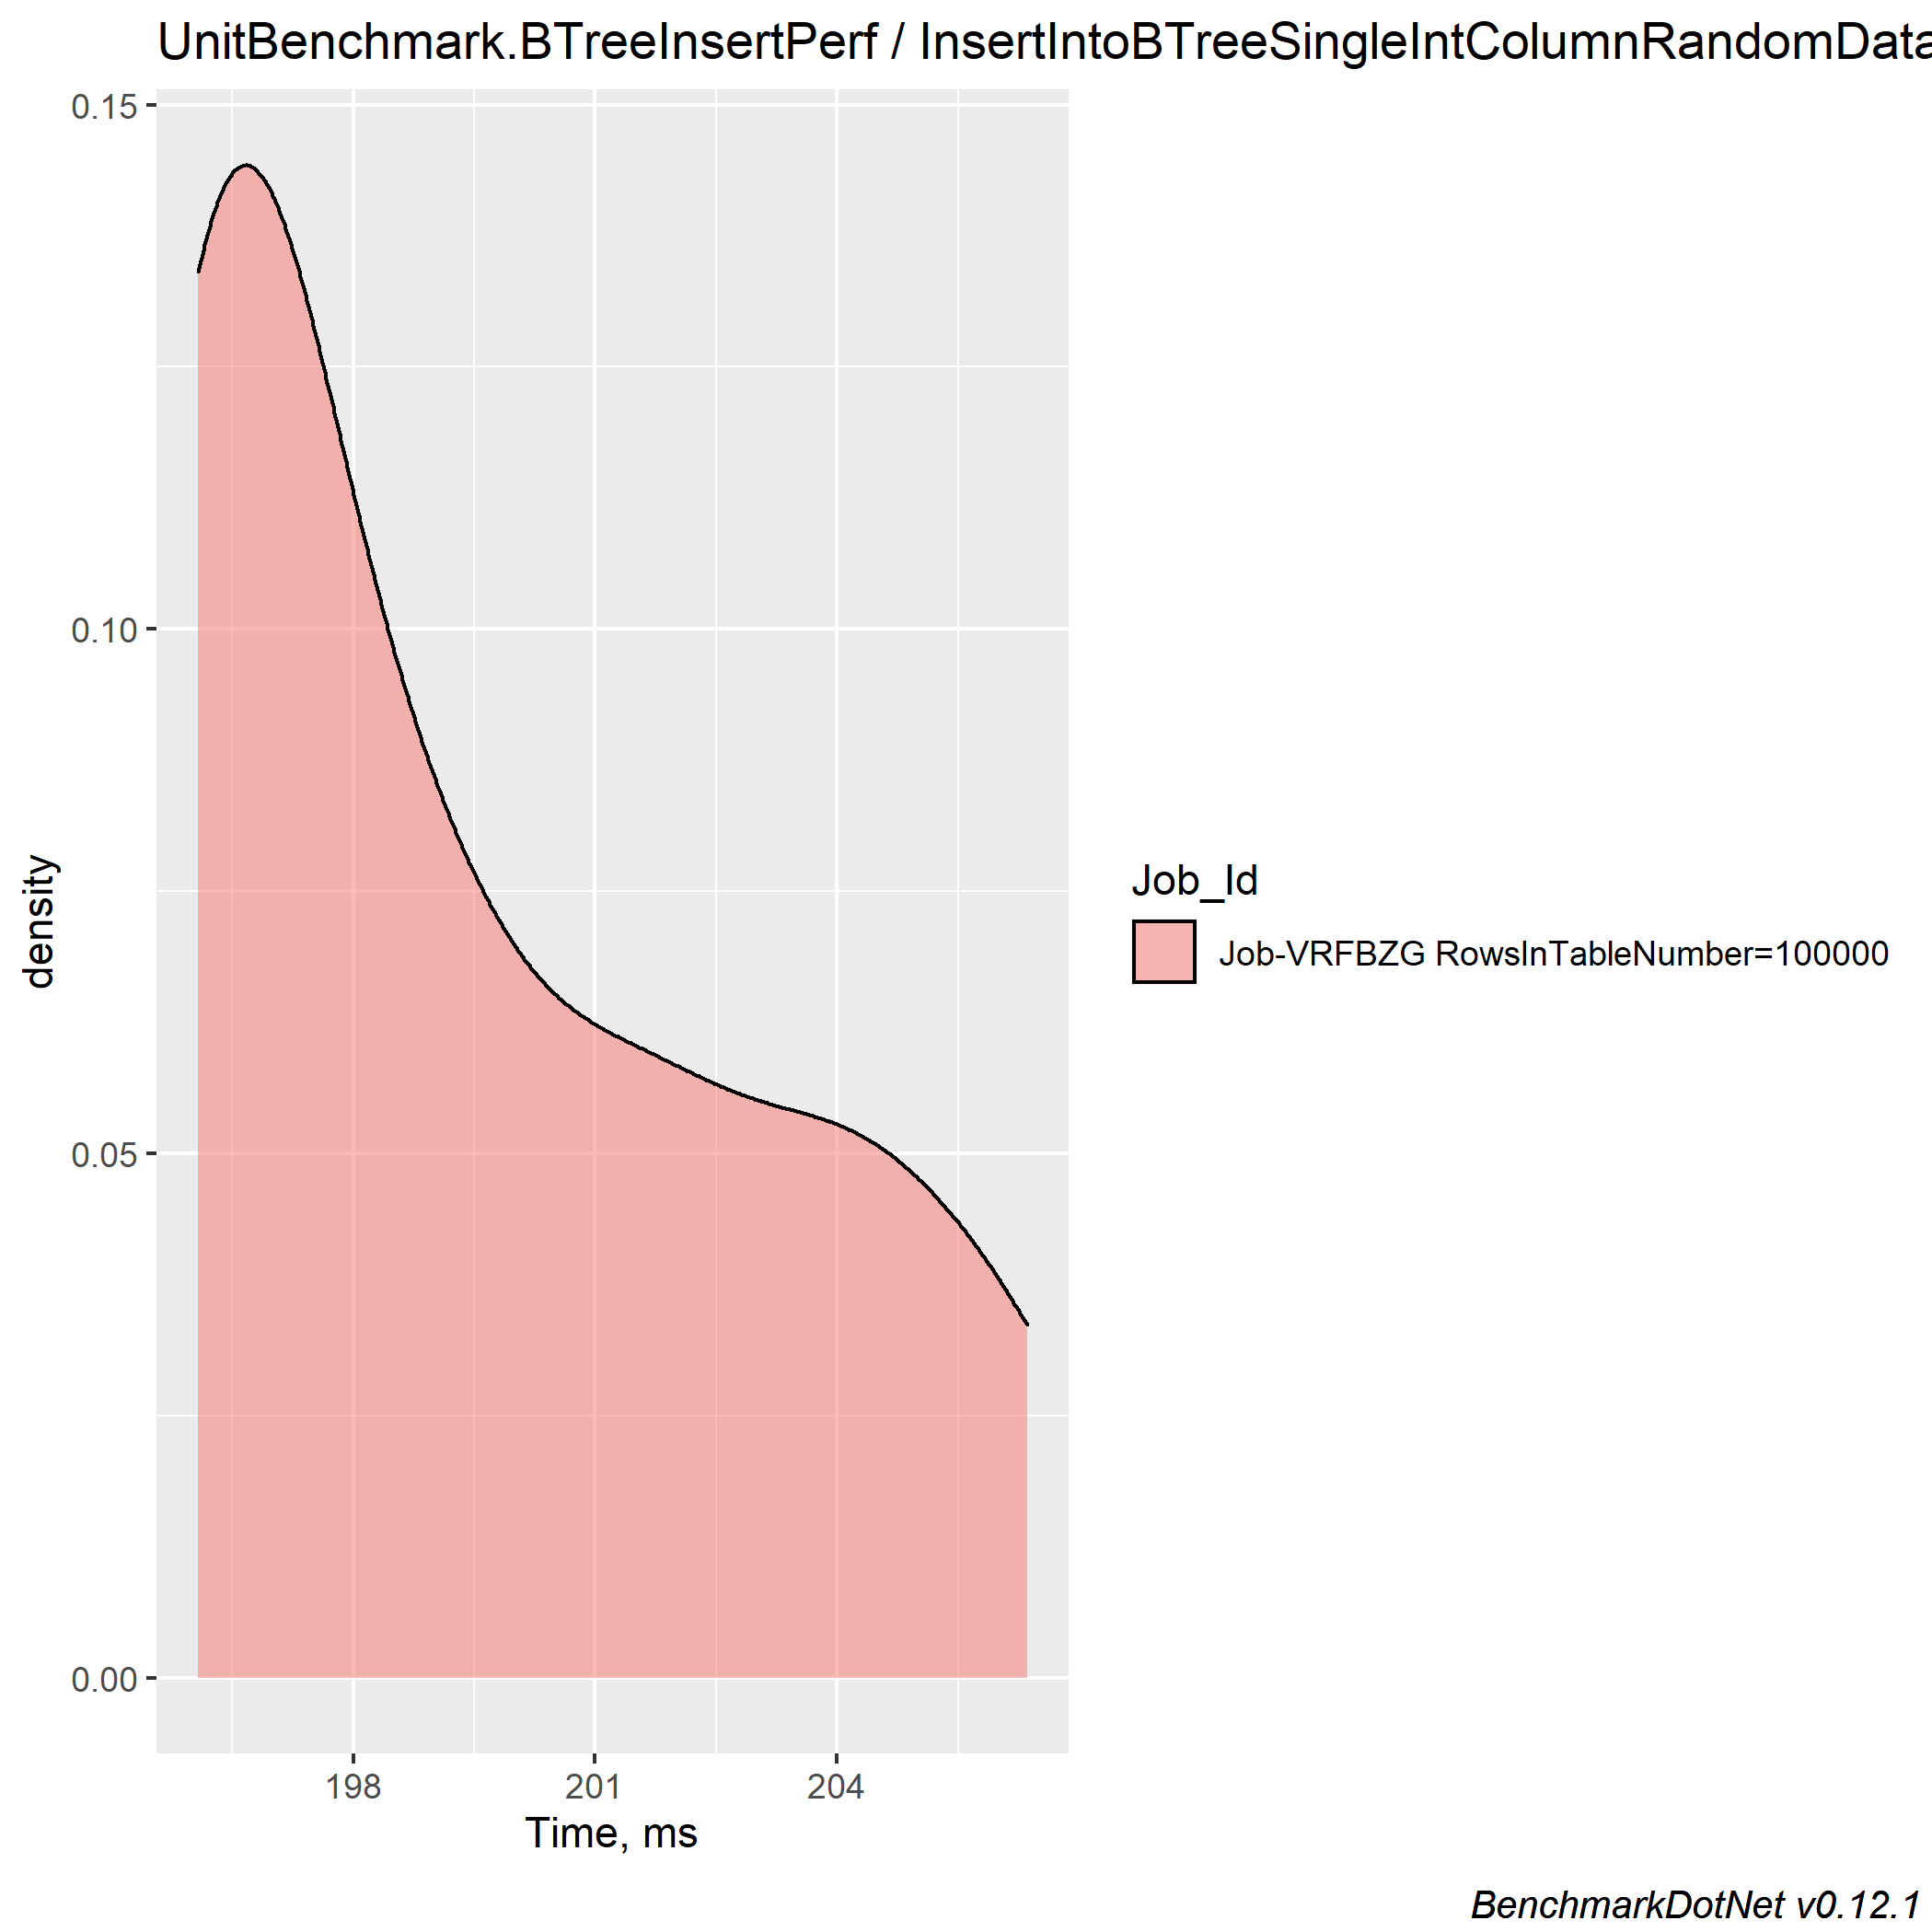 UnitBenchmark.BTreeInsertPerf / InsertIntoBTreeSingleIntColumnRandomData
0.15
0.10
0.05
0.00
density
198 201 204
Time, ms
Job_Id
Job-VRFBZG RowsInTableNumber=100000
BenchmarkDotNet v0.12.1